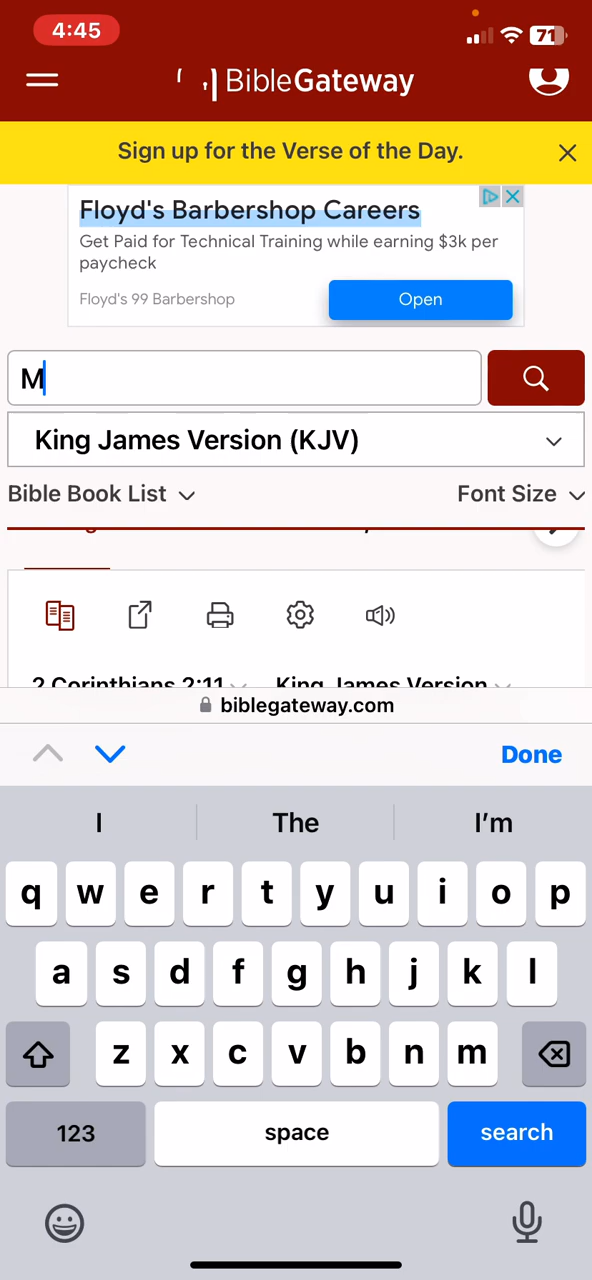 4:45
71
BibleGateway
Sign up for the Verse of the Day.
Floyd's Barbershop Careers
Get Paid for Technical Training while earning $3k per
paycheck
Floyd's 99 Barbershop
Open
M
King James Version (KJV)
Bible Book List
Font Size
2 Corinthians 2:11
King James Version
biblegateway.com
Done
I
The
I'm
q w e r t y u i o p
a s d f g h j k l
z x c v b n m
123
space
search